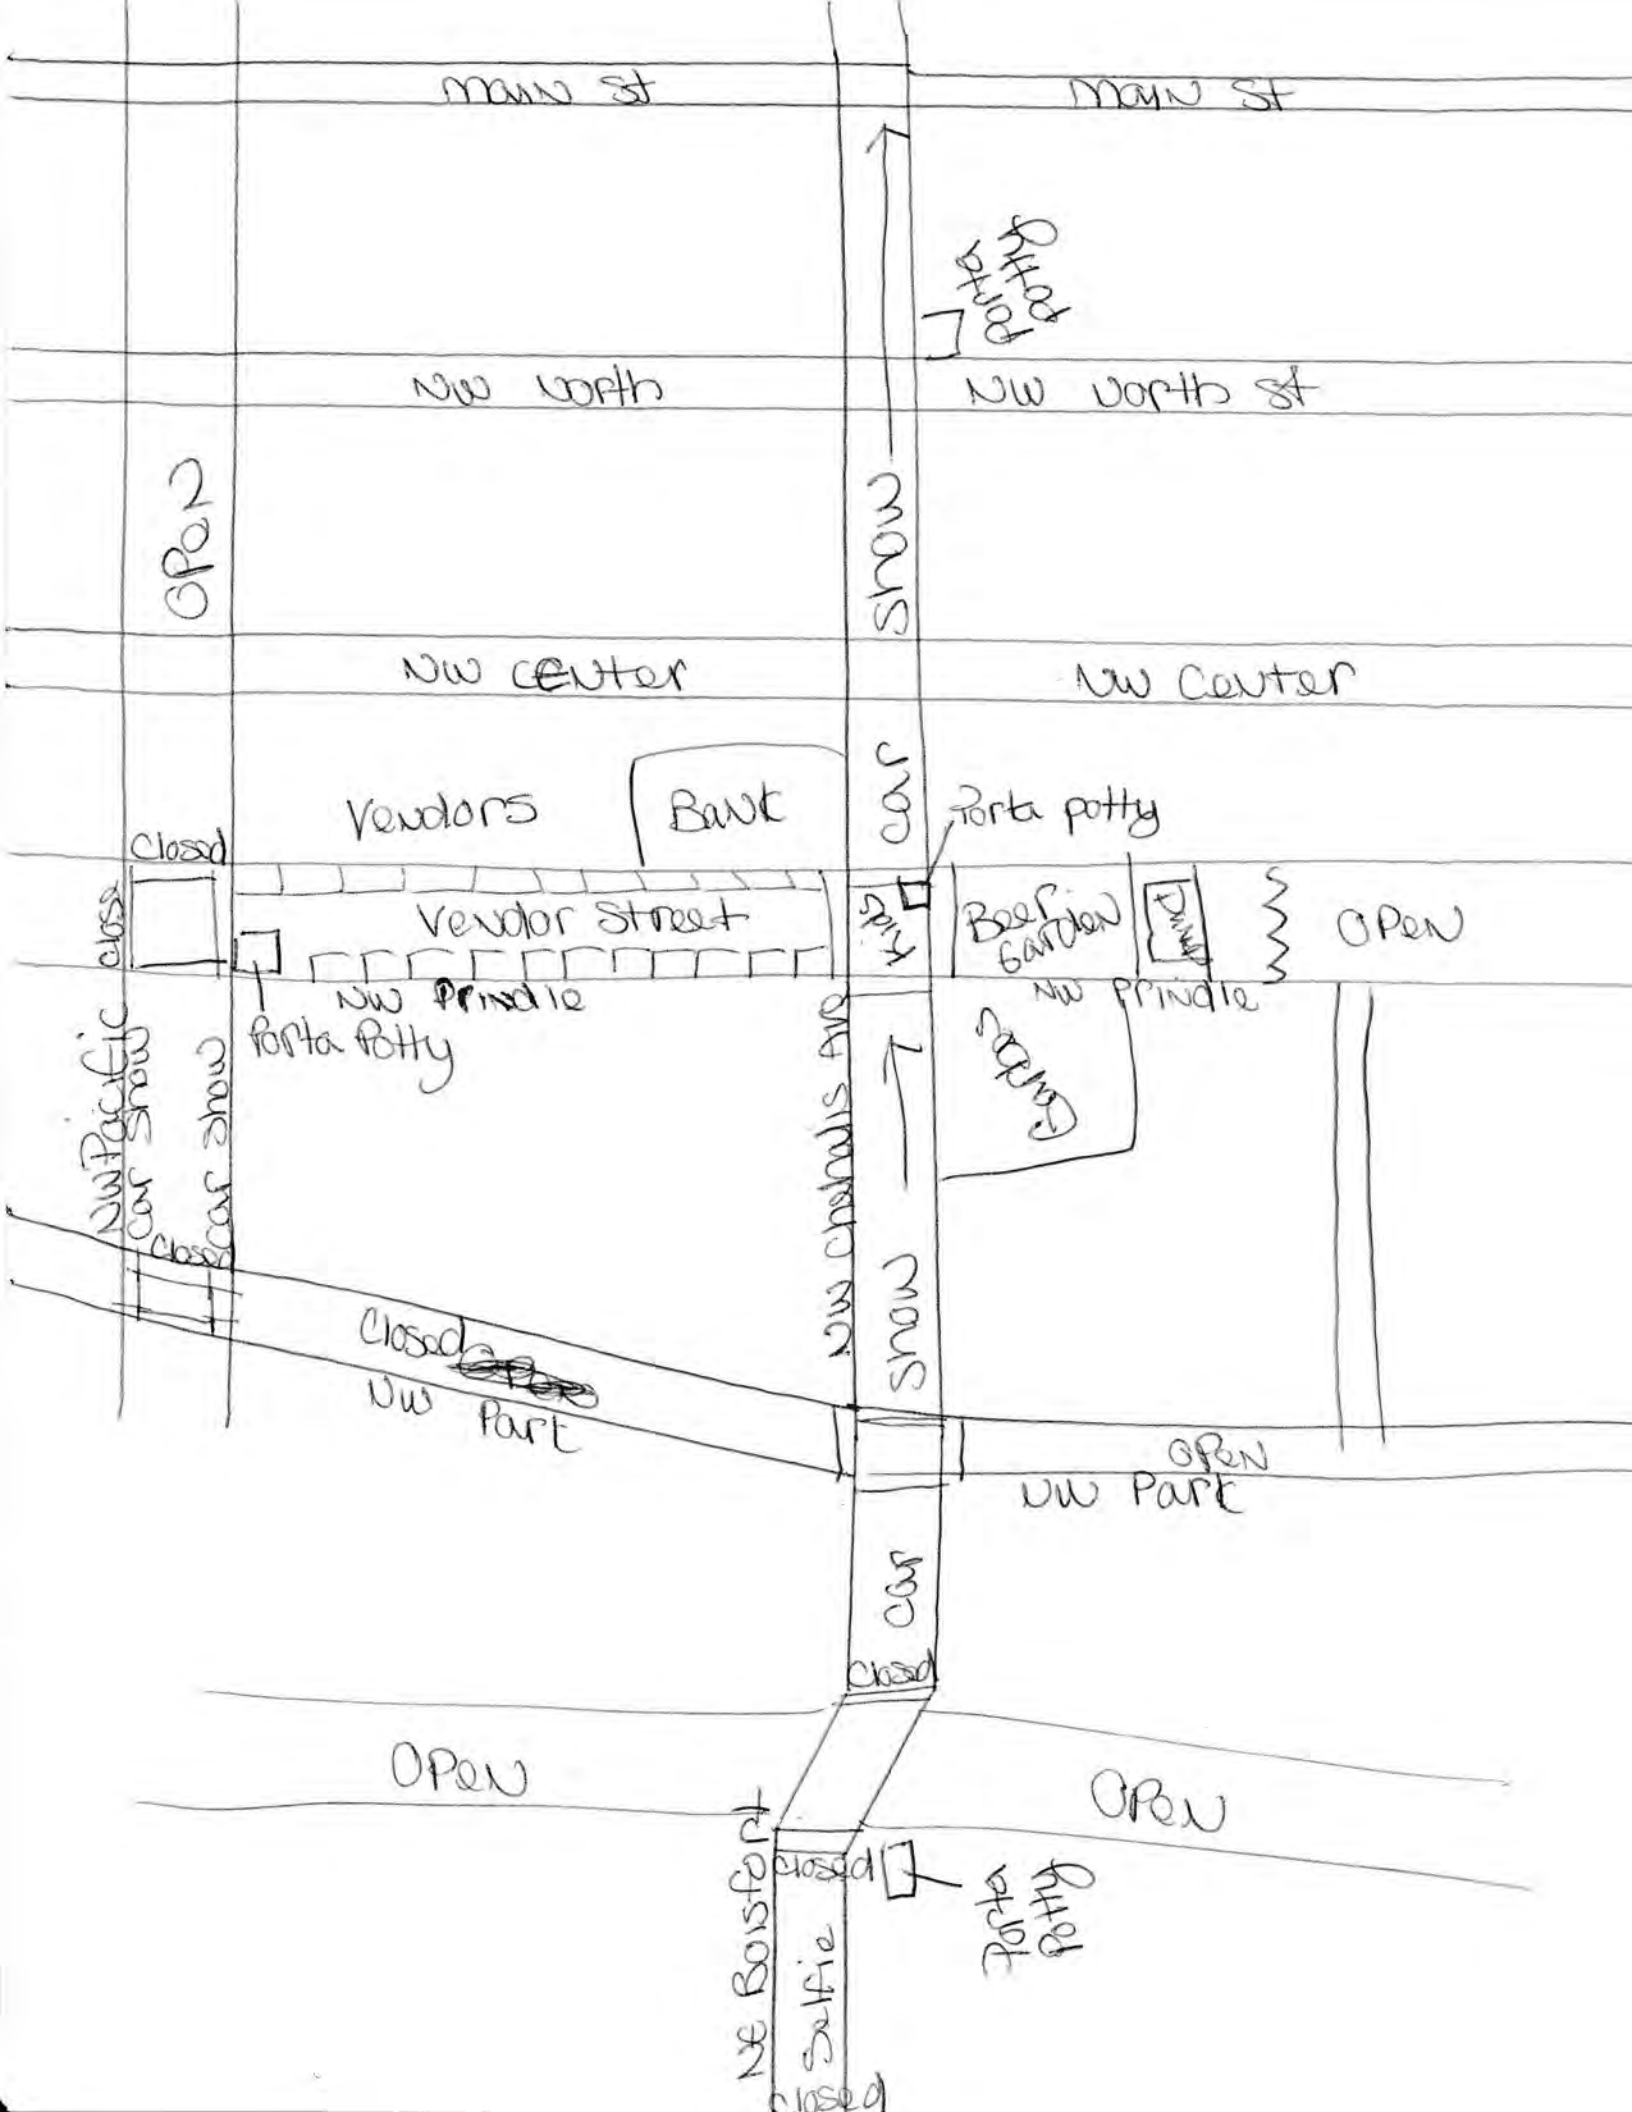 Main St
Main St
Porta
Potty
NW North
NW North St
OPEN
Show
NW CENter
NW Center
Car
Vendors
Bank
Porta potty
Closed
Close
Vendor Street
Kids
Beer
Garden
OPEN
NW Prindle
NW Prindle
Porta Potty
NW Pacific
Car Show
Car Show
NW Chehalis Av
Show
Closed
Closed
NW Park
OPEN
NW Park
Car
Closed
OPEN
OPEN
NE Boistfort
Closed
Porta
Potty
Selfie
Closed